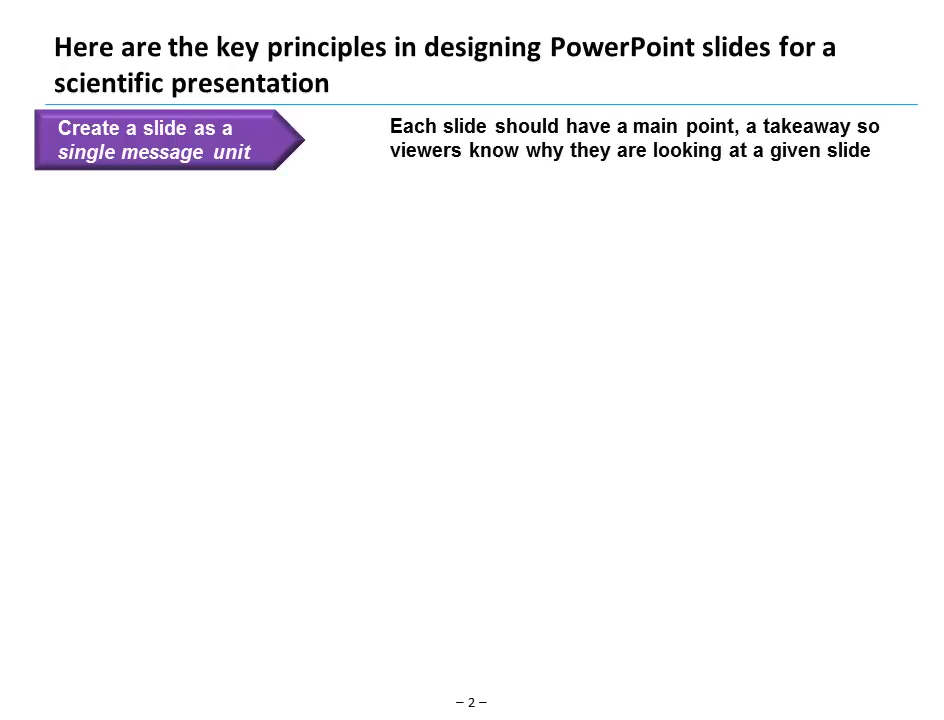 Here are the key principles in designing PowerPoint slides for a
scientific presentation
Create a slide as a
single message unit
Each slide should have a main point, a takeaway so
viewers know why they are looking at a given slide
– 2 –